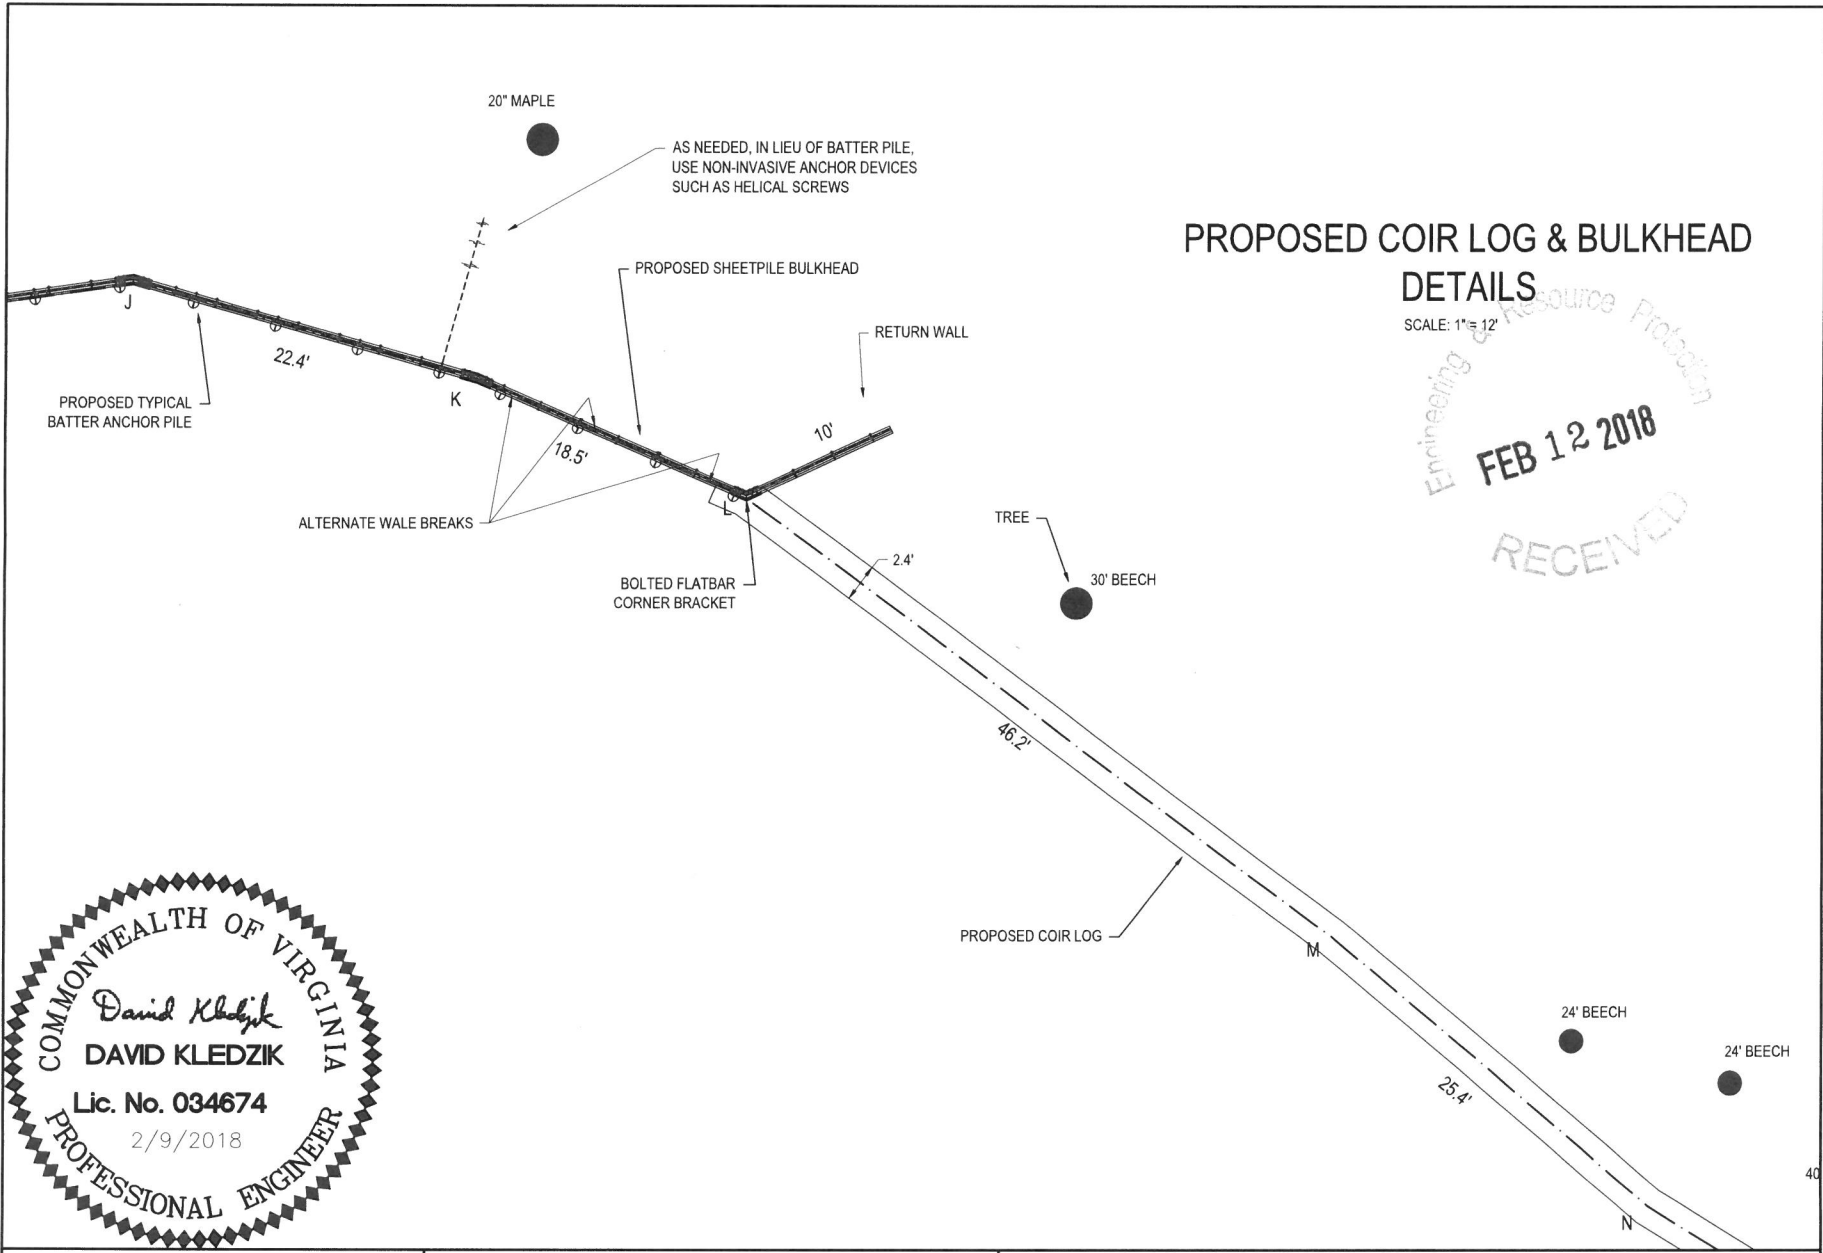 20" MAPLE
AS NEEDED, IN LIEU OF BATTER PILE,
USE NON-INVASIVE ANCHOR DEVICES
SUCH AS HELICAL SCREWS
PROPOSED COIR LOG & BULKHEAD
DETAILS
SCALE: 1" = 12'
Engineering & Resource Protection
FEB 12 2018
RECEIVED
PROPOSED SHEETPILE BULKHEAD
RETURN WALL
J
22.4'
K
PROPOSED TYPICAL
BATTER ANCHOR PILE
10'
18.5'
L
ALTERNATE WALE BREAKS
TREE
2.4'
30' BEECH
BOLTED FLATBAR
CORNER BRACKET
46.2'
PROPOSED COIR LOG
M
24' BEECH
24' BEECH
25.4'
40
N
COMMONWEALTH OF VIRGINIA
David Kledzik
DAVID KLEDZIK
Lic. No. 034674
2/9/2018
PROFESSIONAL ENGINEER